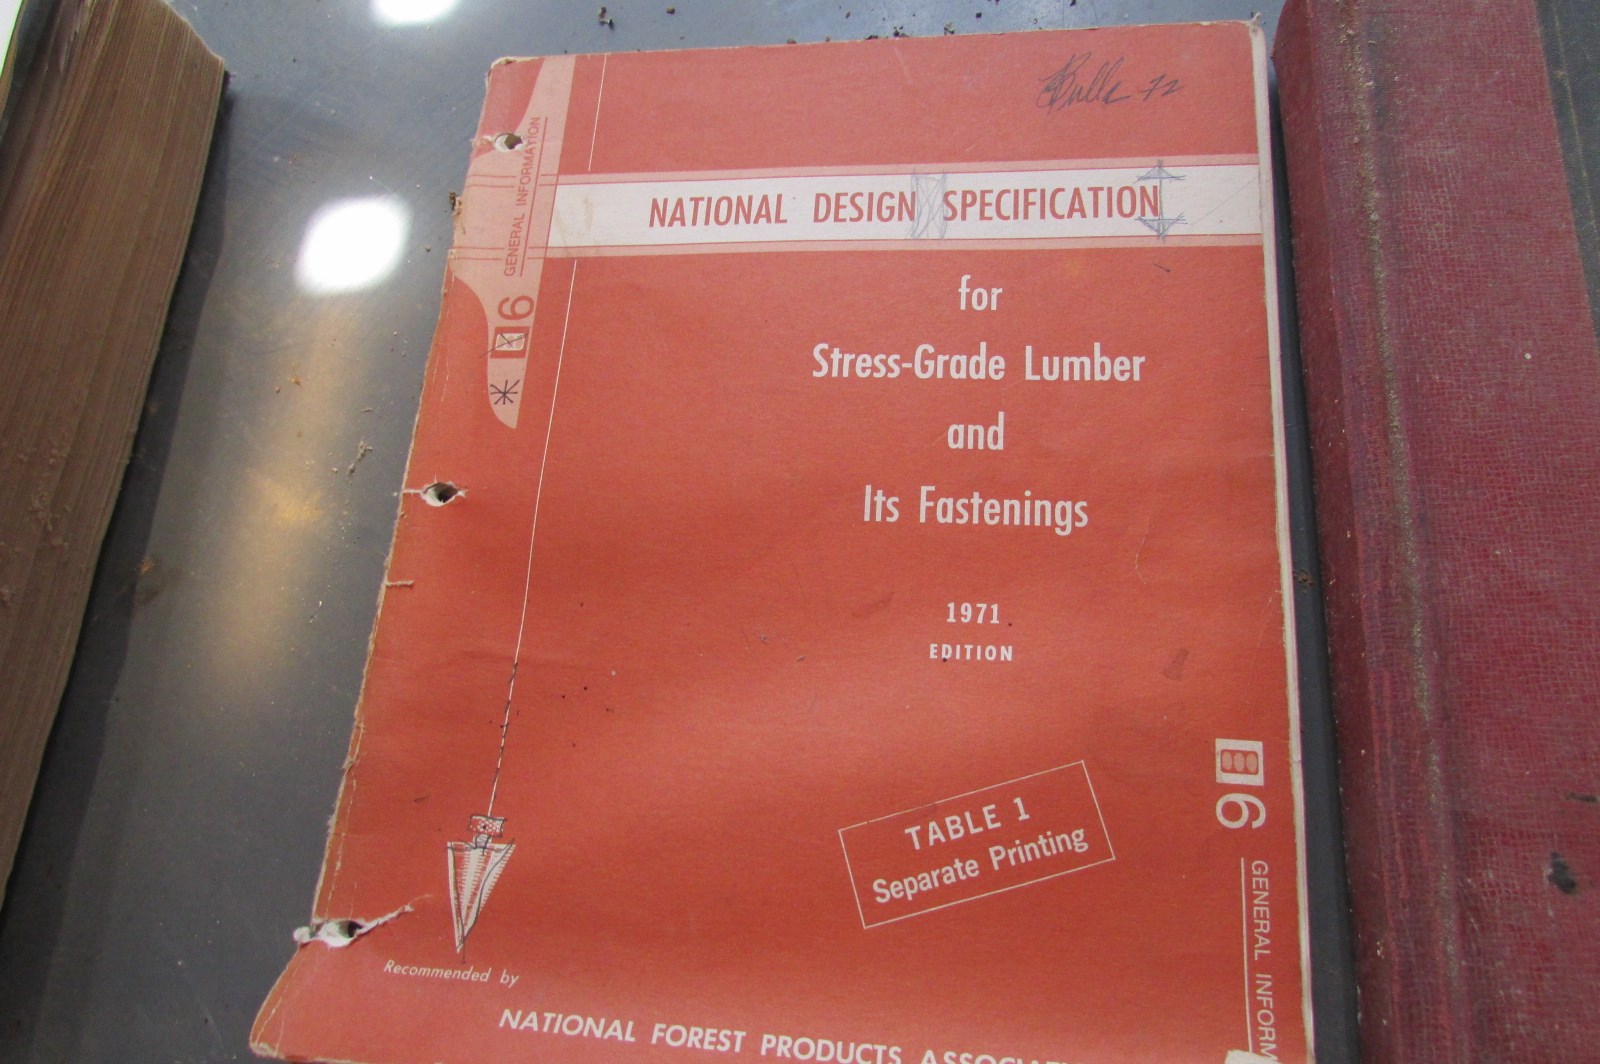 72
NATIONAL DESIGN SPECIFICATION
for
Stress-Grade Lumber
and
Its Fastenings
1971
EDITION
TABLE 1
Separate Printing
Recommended by
NATIONAL FOREST PRODUCTS
6 GENERAL INFORMATION
6 GENERAL